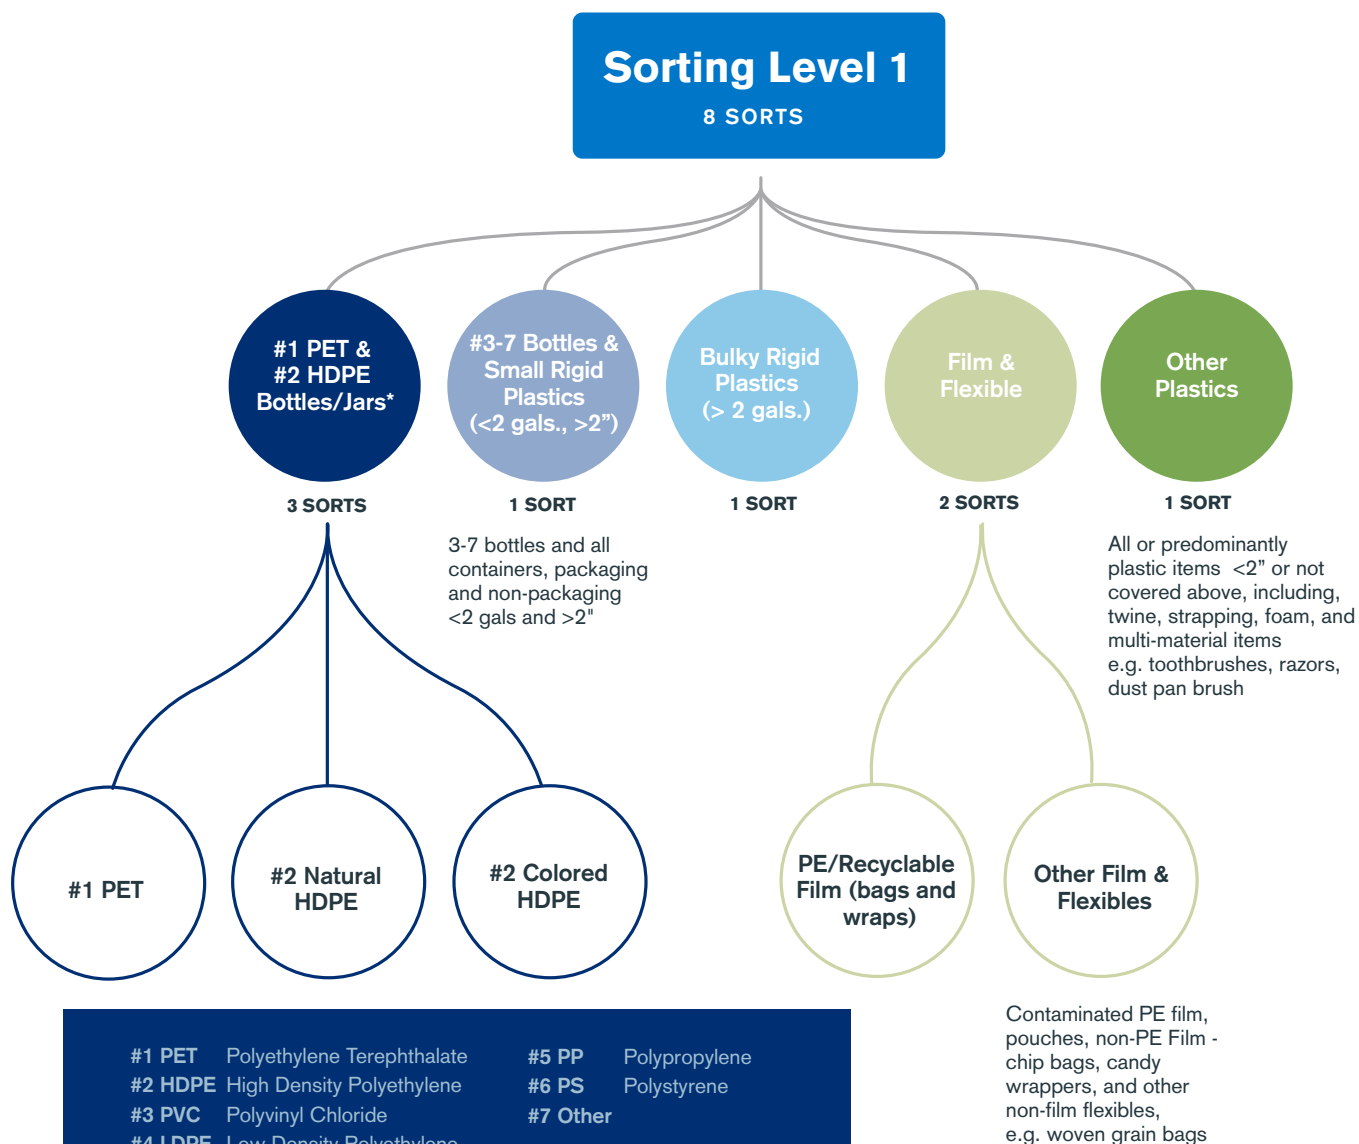 Sorting Level 1
8 SORTS
#1 PET &
#2 HDPE
Bottles/Jars*
3 SORTS
#3-7 Bottles &
Small Rigid
Plastics
(<2 gals., >2”)
1 SORT
3-7 bottles and all
containers, packaging
and non-packaging
<2 gals and >2"
Bulky Rigid
Plastics
(> 2 gals.)
1 SORT
Film &
Flexible
2 SORTS
Other
Plastics
1 SORT
All or predominantly
plastic items <2” or not
covered above, including,
twine, strapping, foam, and
multi-material items
e.g. toothbrushes, razors,
dust pan brush
#1 PET
#2 Natural
HDPE
#2 Colored
HDPE
PE/Recyclable
Film (bags and
wraps)
Other Film &
Flexibles
Contaminated PE film,
pouches, non-PE Film -
chip bags, candy
wrappers, and other
non-film flexibles,
e.g. woven grain bags
#1 PET Polyethylene Terephthalate
#2 HDPE High Density Polyethylene
#3 PVC Polyvinyl Chloride
#4 LDPE Low Density Polyethylene
#5 PP Polypropylene
#6 PS Polystyrene
#7 Other